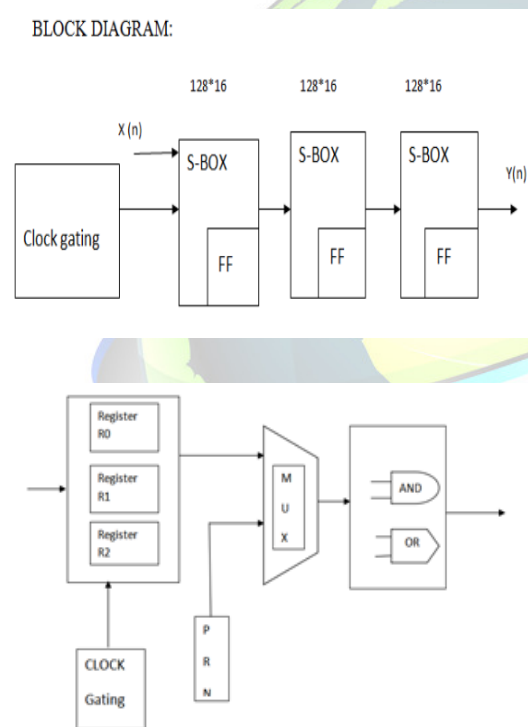 BLOCK DIAGRAM:
128*16 128*16 128*16
X (n)
S-BOX S-BOX S-BOX
Y(n)
Clock gating
FF FF FF
Register
R0
Register
R1
Register
R2
M
U
X
AND
OR
CLOCK
Gating
P
R
N